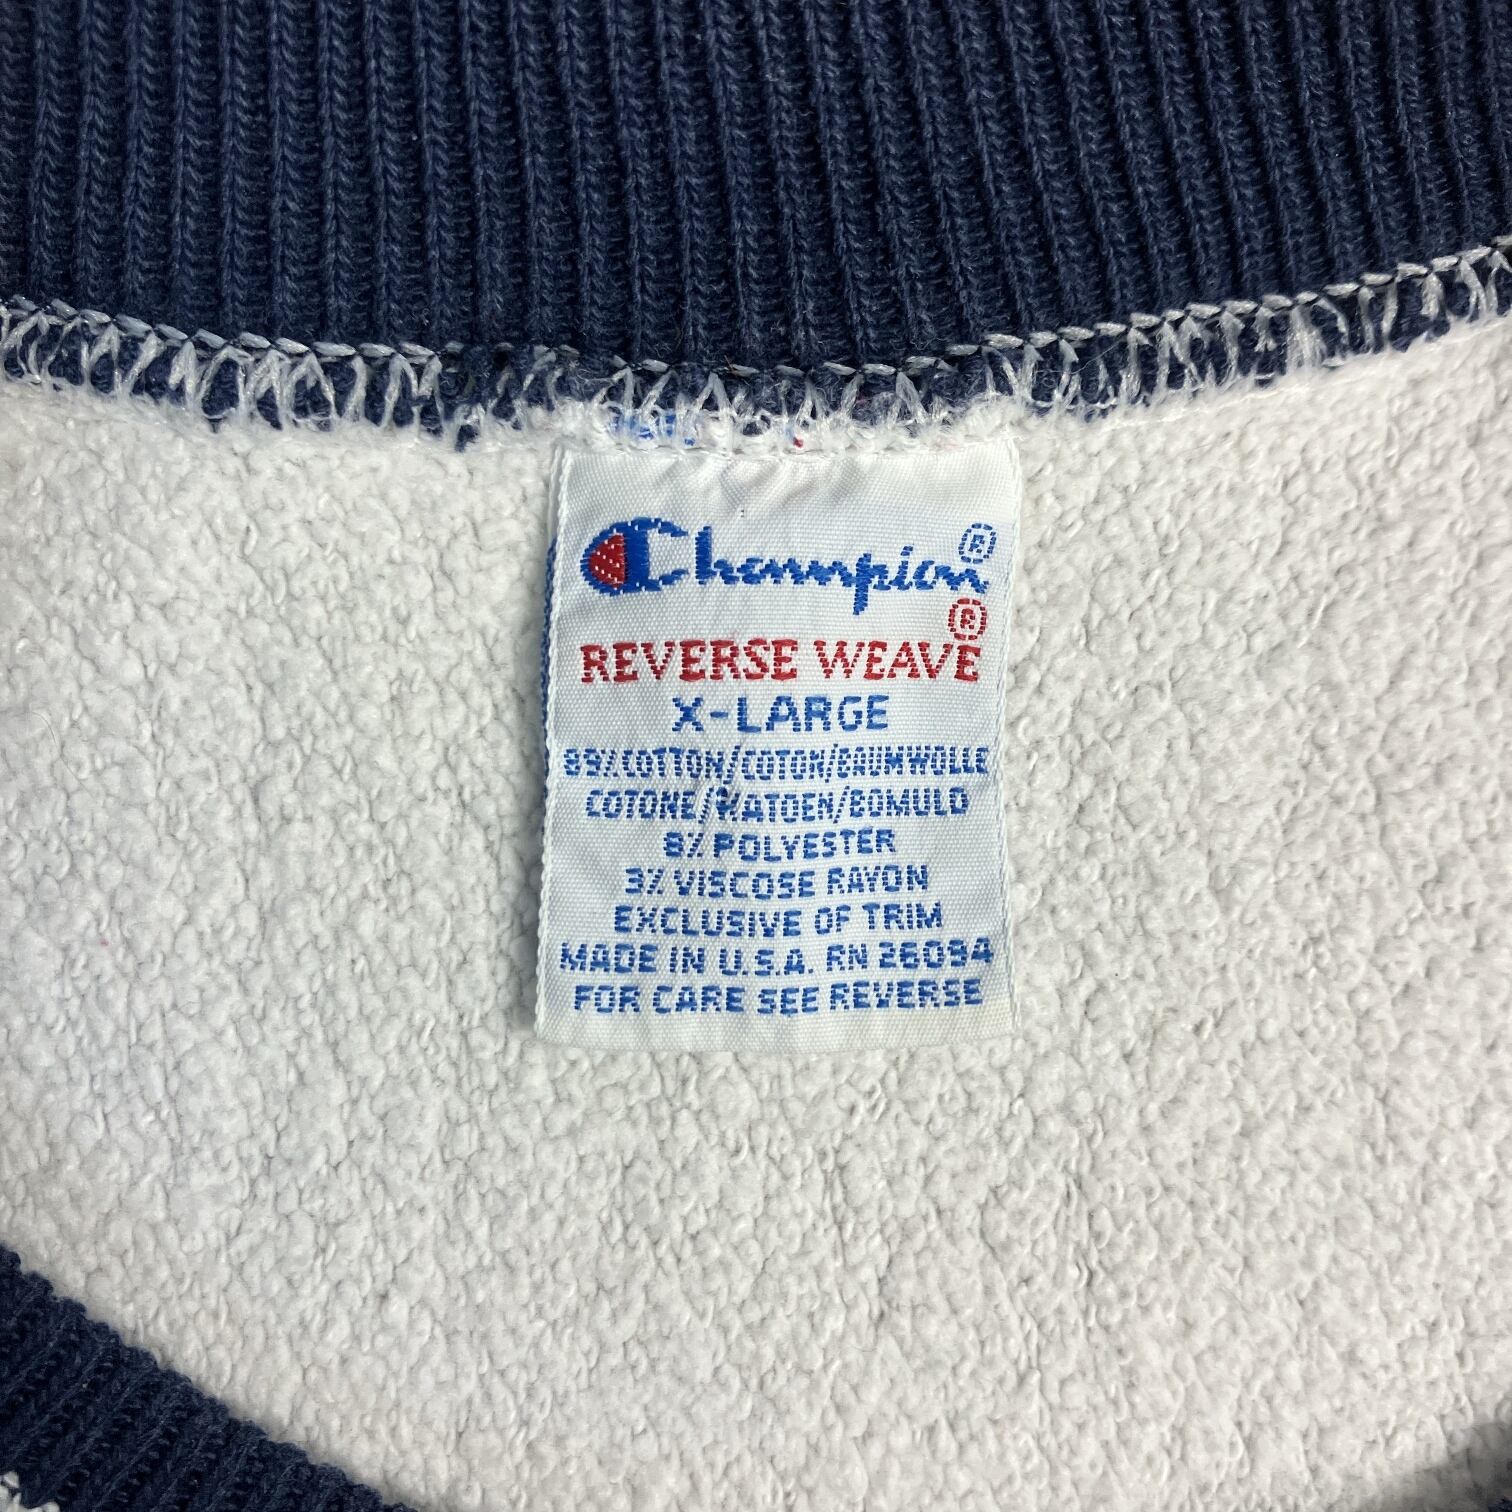 Champion®
REVERSE WEAVE®
X-LARGE
89% COTTON/COTON/BAUMWOLLE
COTONE/KATOEN/BOMULD
8% POLYESTER
3% VISCOSE RAYON
EXCLUSIVE OF TRIM
MADE IN U.S.A. RN 26094
FOR CARE SEE REVERSE